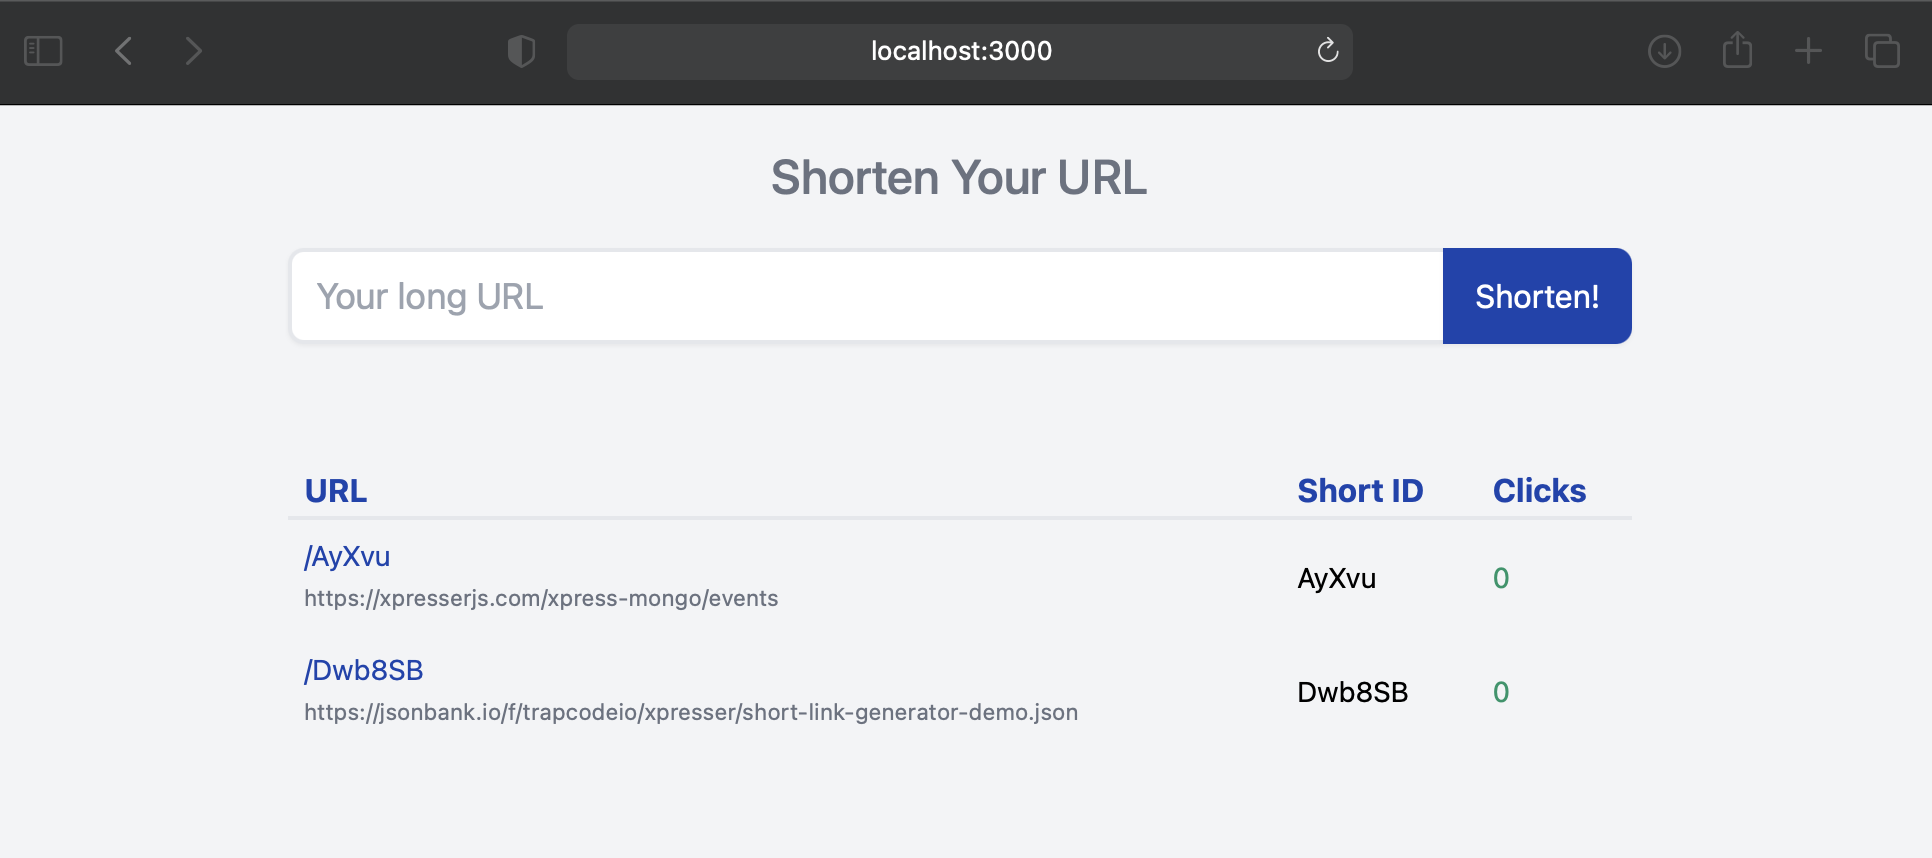 localhost:3000
Shorten Your URL
Your long URL
Shorten!
URL Short ID Clicks
/AyXvu
https://xpresserjs.com/xpress-mongo/events
AyXvu 0
/Dwb8SB
https://jsonbank.io/f/trapcodeio/xpresser/short-link-generator-demo.json
Dwb8SB 0